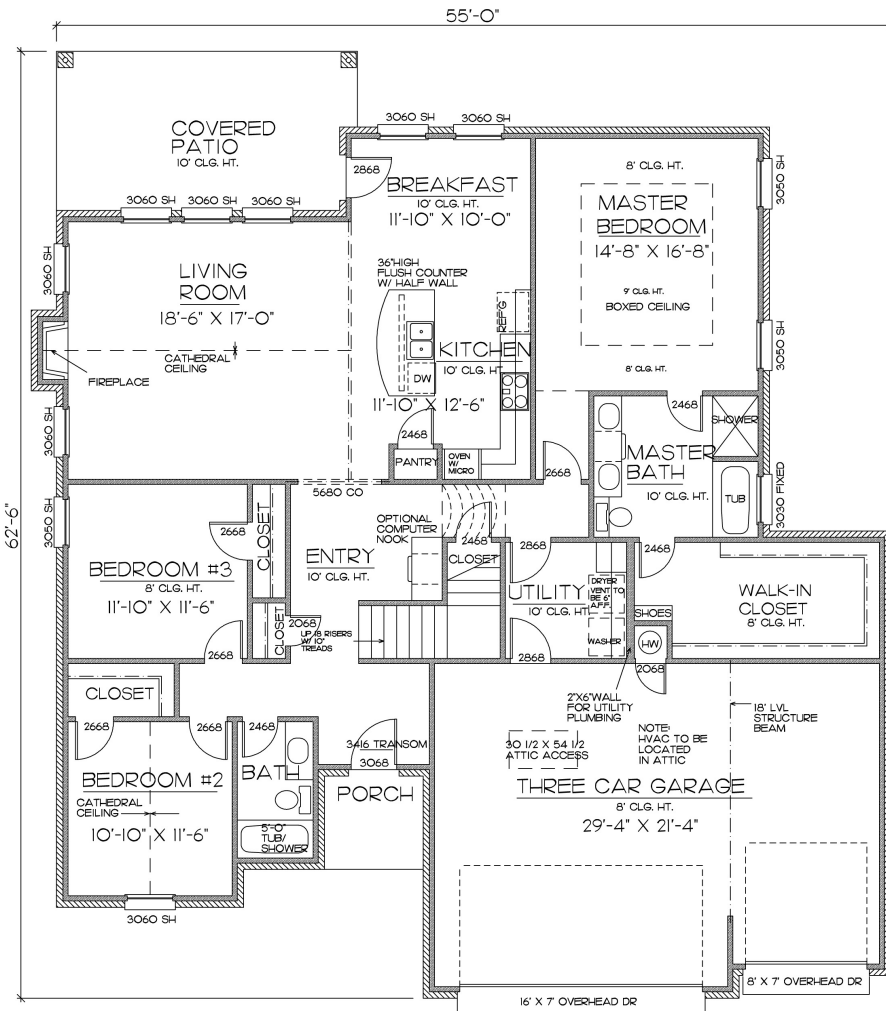 55'-0"
62'-6"
COVERED
PATIO
10' CLG. HT.
3060 SH
3060 SH
3060 SH
3060 SH
3060 SH
2868
BREAKFAST
10' CLG. HT.
11'-10" X 10'-0"
8' CLG. HT.
MASTER
BEDROOM
14'-8" X 16'-8"
9' CLG. HT.
BOXED CEILING
8' CLG. HT.
3050 SH
3050 SH
3060 SH
LIVING
ROOM
18'-6" X 17'-0"
CATHEDRAL
CEILING
FIREPLACE
3060 SH
36"HIGH
FLUSH COUNTER
W/ HALF WALL
REF'G
KITCHEN
10' CLG. HT.
DW
11'-10" X 12'-6"
2468
PANTRY
OVEN
W/
MICRO
2468
SHOWER
MASTER
BATH
10' CLG. HT.
TUB
3030 FIXED
2668
5680 CO
3050 SH
2668
CLOSET
BEDROOM #3
8' CLG. HT.
11'-10" X 11'-6"
OPTIONAL
COMPUTER
NOOK
ENTRY
10' CLG. HT.
2468
CLOSET
2868
2468
UTILITY
10' CLG. HT.
DRYER
VENT TO
BE 6"
A.F.F.
WASHER
WALK-IN
CLOSET
8' CLG. HT.
SHOES
HW
2068
CLOSET
2068
UP 18 RISERS
W/ 10"
TREADS
2668
2868
CLOSET
2668
2668
2468
BEDROOM #2
CATHEDRAL
CEILING
10'-10" X 11'-6"
BATH
5'-0"
TUB/
SHOWER
3060 SH
3416 TRANSOM
3068
PORCH
2"X6"WALL
FOR UTILITY
PLUMBING
30 1/2 X 54 1/2
ATTIC ACCESS
NOTE:
HVAC TO BE
LOCATED
IN ATTIC
18' LVL
STRUCTURE
BEAM
THREE CAR GARAGE
8' CLG. HT.
29'-4" X 21'-4"
16' X 7' OVERHEAD DR
8' X 7' OVERHEAD DR